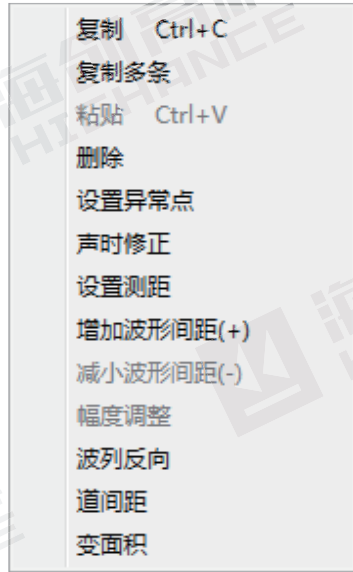 复制 Ctrl+C
复制多条
粘贴 Ctrl+V
删除
设置异常点
声时修正
设置测距
增加波形间距(+)
减小波形间距(-)
幅度调整
波列反向
道间距
变面积